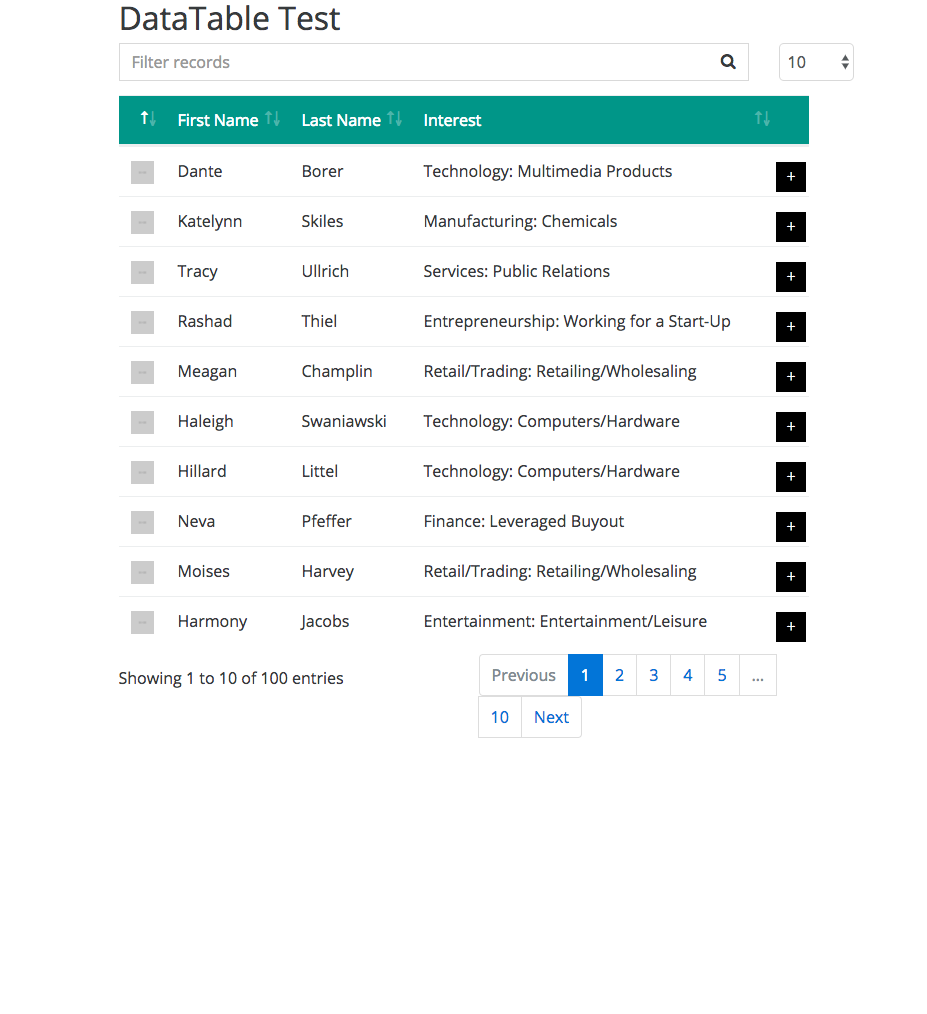 DataTable Test
Filter records 10
First Name Last Name Interest
Dante Borer Technology: Multimedia Products +
Katelynn Skiles Manufacturing: Chemicals +
Tracy Ullrich Services: Public Relations +
Rashad Thiel Entrepreneurship: Working for a Start-Up +
Meagan Champlin Retail/Trading: Retailing/Wholesaling +
Haleigh Swaniawski Technology: Computers/Hardware +
Hillard Littel Technology: Computers/Hardware +
Neva Pfeffer Finance: Leveraged Buyout +
Moises Harvey Retail/Trading: Retailing/Wholesaling +
Harmony Jacobs Entertainment: Entertainment/Leisure +
Showing 1 to 10 of 100 entries Previous 1 2 3 4 5 ...
10 Next